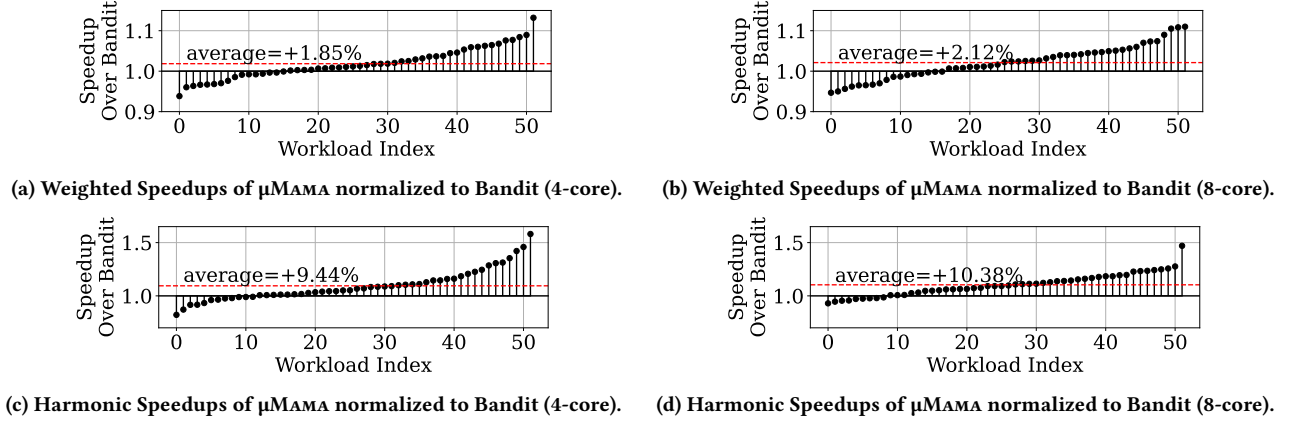 Speedup
Over Bandit
1.1
1.0
0.9
average=+1.85%
0 10 20 30 40 50
Workload Index
(a) Weighted Speedups of μMAMA normalized to Bandit (4-core).
Speedup
Over Bandit
1.1
1.0
0.9
average=+2.12%
0 10 20 30 40 50
Workload Index
(b) Weighted Speedups of μMAMA normalized to Bandit (8-core).
Speedup
Over Bandit
1.5
1.0
average=+9.44%
0 10 20 30 40 50
Workload Index
(c) Harmonic Speedups of μMAMA normalized to Bandit (4-core).
Speedup
Over Bandit
1.5
1.0
average=+10.38%
0 10 20 30 40 50
Workload Index
(d) Harmonic Speedups of μMAMA normalized to Bandit (8-core).